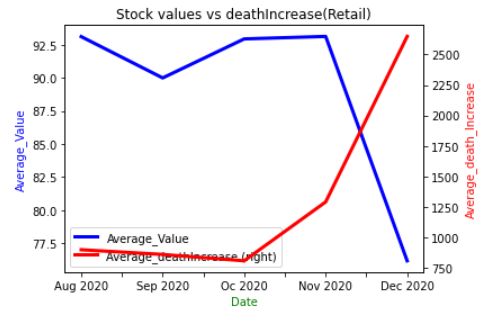 Stock values vs deathIncrease(Retail)
92.5
90.0
87.5
85.0
82.5
80.0
77.5
Average_Value
2500
2250
2000
1750
1500
1250
1000
750
Average_death_Increase
Average_Value
Average_deathIncrease (right)
Aug 2020 Sep 2020 Oc 2020 Nov 2020 Dec 2020
Date